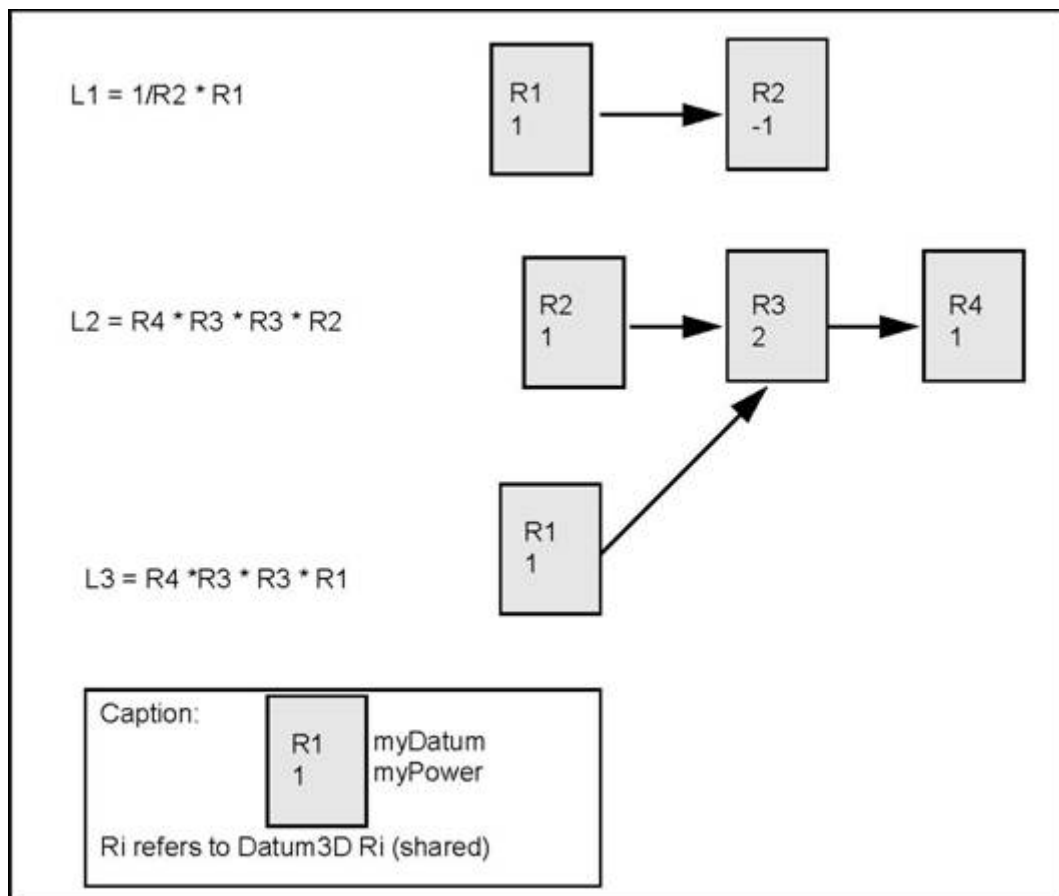 L1 = 1/R2 * R1
R1
1
R2
-1
L2 = R4 * R3 * R3 * R2
R2
1
R3
2
R4
1
R1
1
L3 = R4 *R3 * R3 * R1
Caption:
R1
1
myDatum
myPower
Ri refers to Datum3D Ri (shared)